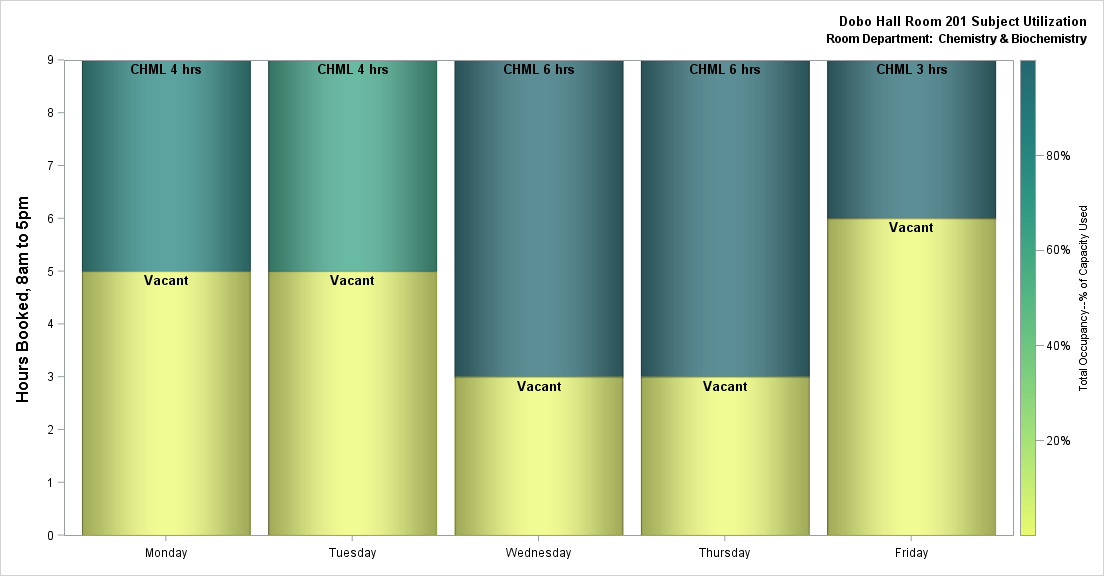 Dobo Hall Room 201 Subject Utilization
Room Department: Chemistry & Biochemistry
Hours Booked, 8am to 5pm
9
8
7
6
5
4
3
2
1
0
CHML 4 hrs
Vacant
CHML 4 hrs
Vacant
CHML 6 hrs
Vacant
CHML 6 hrs
Vacant
CHML 3 hrs
Vacant
Monday
Tuesday
Wednesday
Thursday
Friday
80%
60%
40%
20%
Total Occupancy--% of Capacity Used